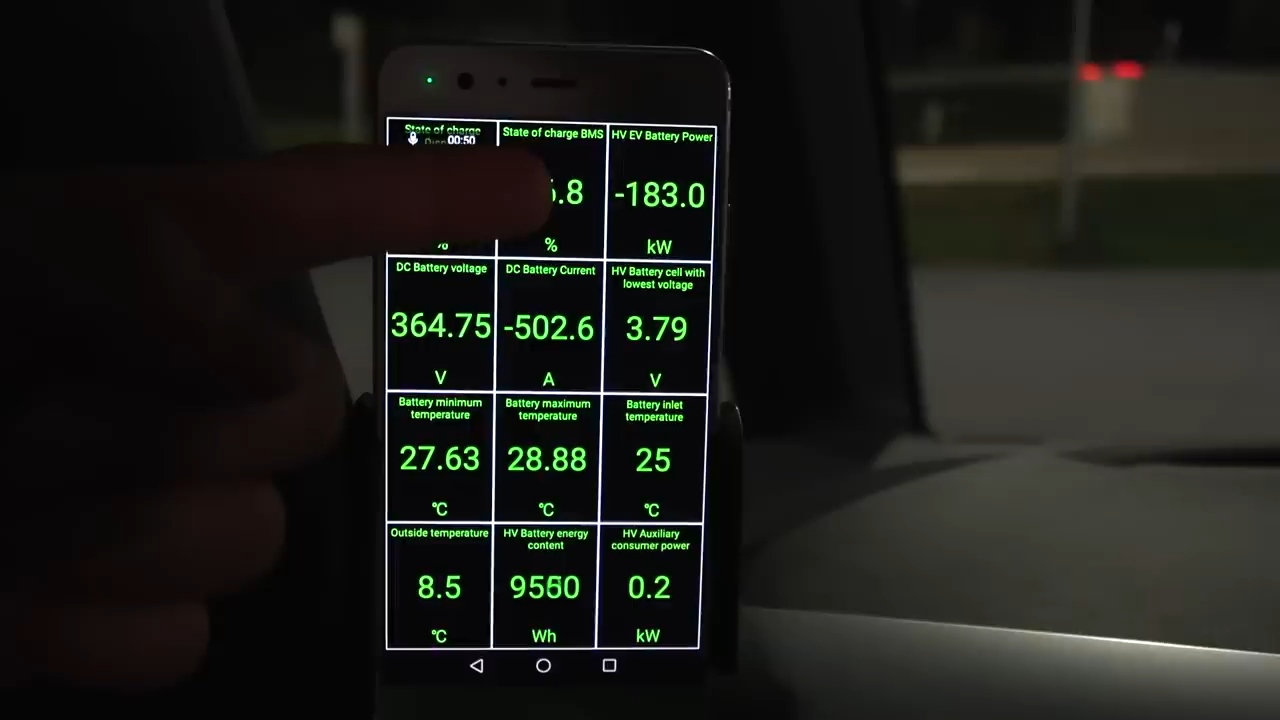 State of charge
00:50
State of charge BMS
HV EV Battery Power
.8
-183.0
%
%
kW
DC Battery voltage
DC Battery Current
HV Battery cell with
lowest voltage
364.75
-502.6
3.79
V
A
V
Battery minimum
temperature
Battery maximum
temperature
Battery inlet
temperature
27.63
28.88
25
℃
℃
℃
Outside temperature
HV Battery energy
content
HV Auxiliary
consumer power
8.5
0.2
℃
Wh
kW